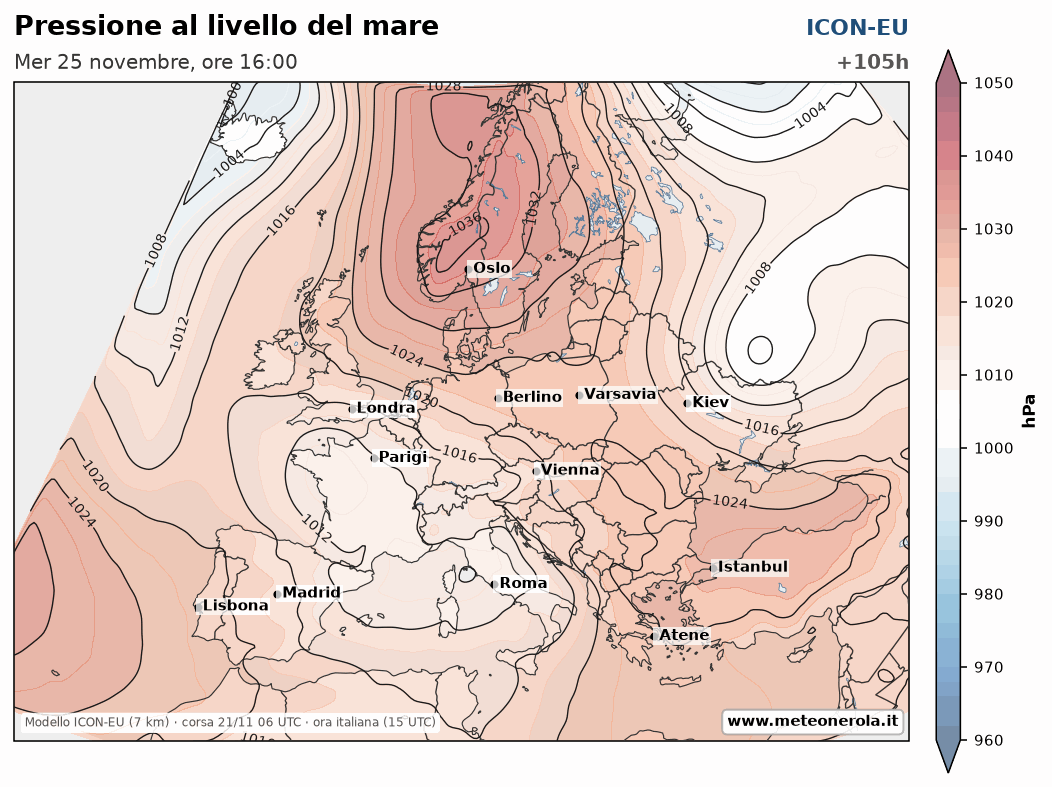 Pressione al livello del mare
ICON-EU
Mer 25 novembre, ore 16:00
+105h
1028
1050
1004
1008
1004
1040
1016
1032
1036
1008
Oslo
1030
1008
1012
1020
1024
1020
Berlino
Varsavia
Kiev
1010
Londra
1016
1016
Parigi
1020
Vienna
1000
1024
1024
990
Istanbul
Roma
Madrid
980
Lisbona
Atene
970
Modello ICON-EU (7 km) · corsa 21/11 06 UTC · ora italiana (15 UTC)
www.meteonerola.it
960
hPa